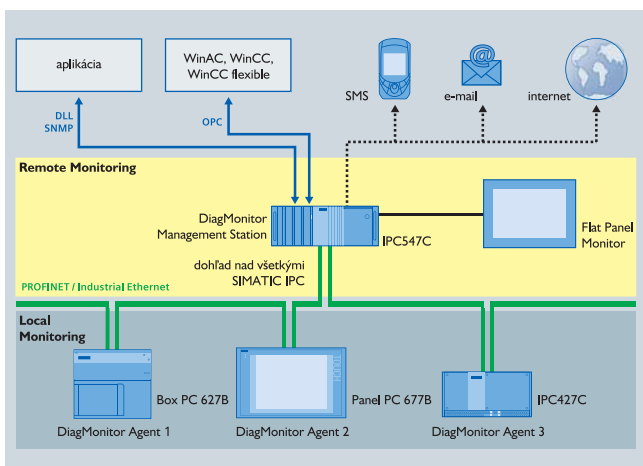 aplikácia
WinAC, WinCC,
WinCC flexible
SMS
e-mail
internet
DLL
SNMP
OPC
Remote Monitoring
DiagMonitor
Management Station
IPC547C
Flat Panel
Monitor
dohľad nad všetkými
SIMATIC IPC
PROFINET / Industrial Ethernet
Local
Monitoring
Box PC 627B
Panel PC 677B
IPC427C
DiagMonitor Agent 1
DiagMonitor Agent 2
DiagMonitor Agent 3